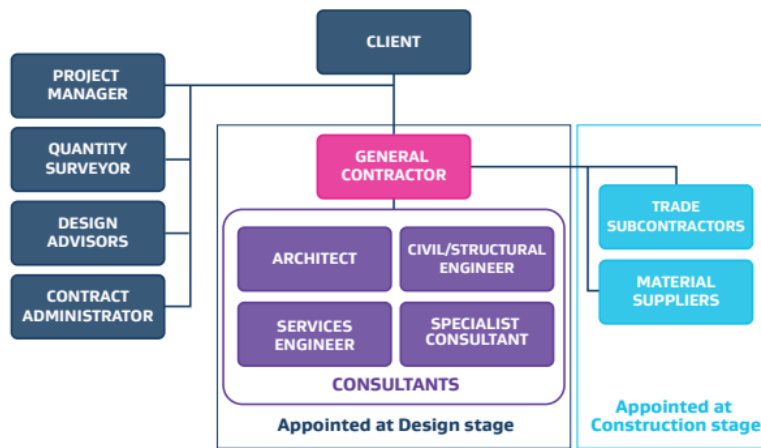 CLIENT
PROJECT
MANAGER
QUANTITY
SURVEYOR
DESIGN
ADVISORS
CONTRACT
ADMINISTRATOR
GENERAL
CONTRACTOR
ARCHITECT
CIVIL/STRUCTURAL
ENGINEER
SERVICES
ENGINEER
SPECIALIST
CONSULTANT
CONSULTANTS
Appointed at Design stage
TRADE
SUBCONTRACTORS
MATERIAL
SUPPLIERS
Appointed at
Construction stage